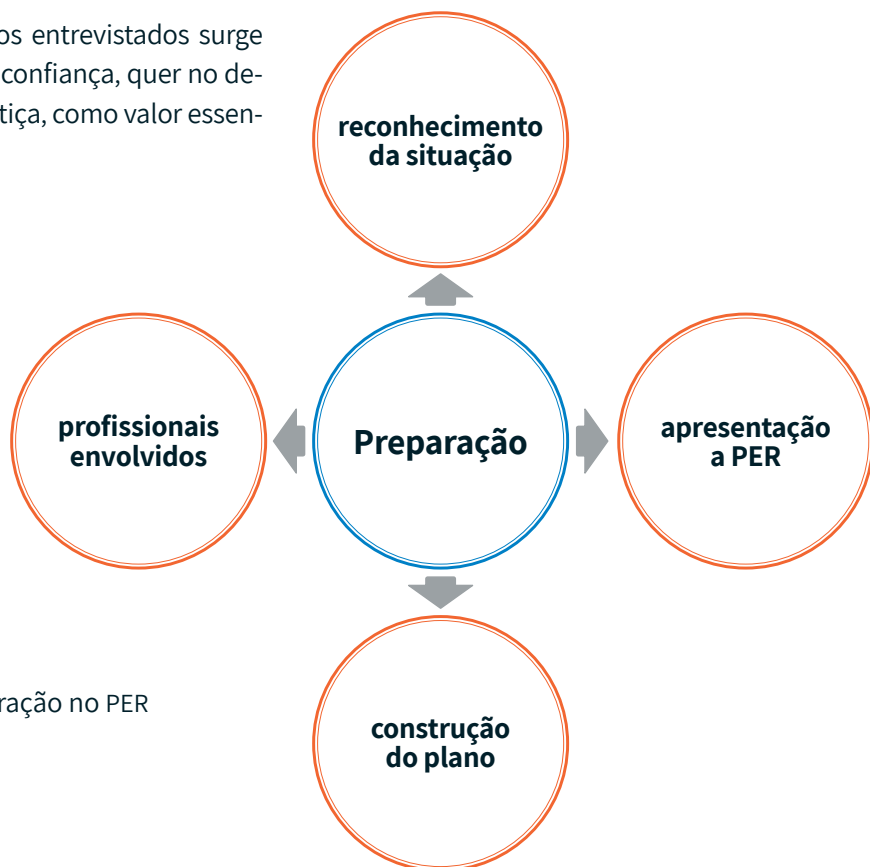 os entrevistados surge
confiança, quer no de-
tiça, como valor essen-
reconhecimento
da situação
profissionais
envolvidos
Preparação
apresentação
a PER
ração no PER
construção
do plano